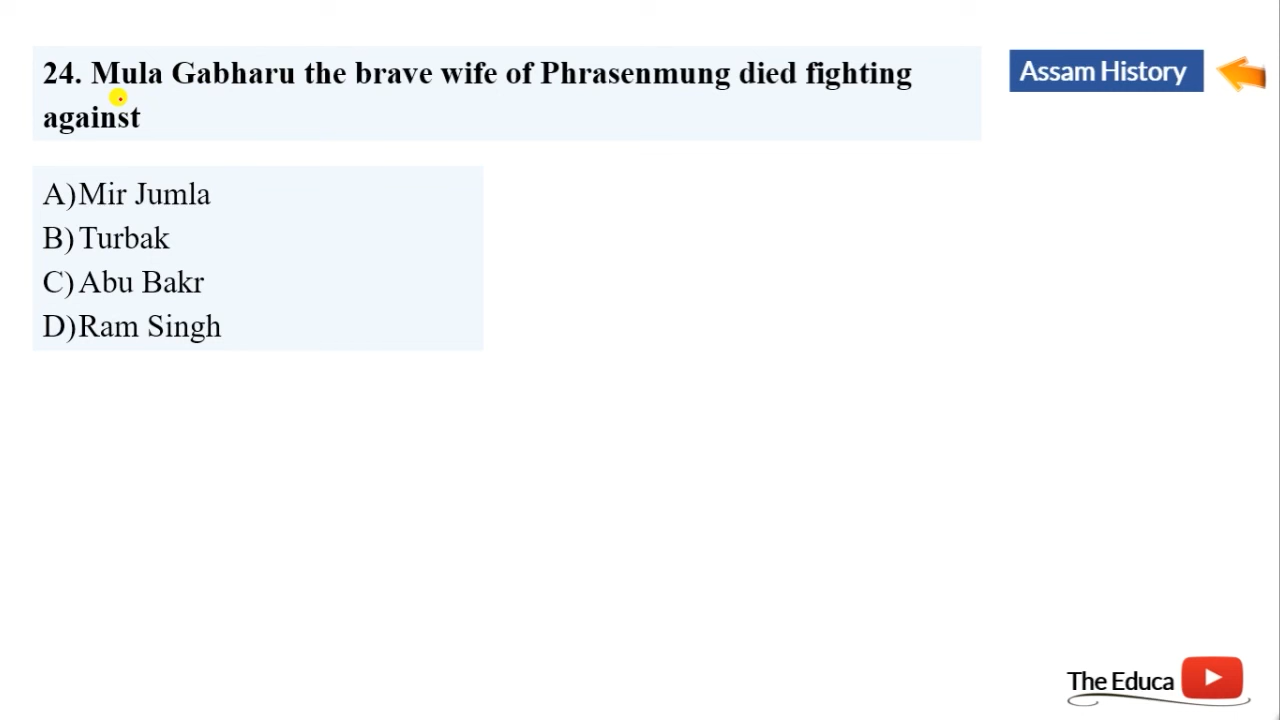 24. Mula Gabharu the brave wife of Phrasenmung died fighting
against
Assam History
A)Mir Jumla
B) Turbak
C) Abu Bakr
D)Ram Singh
The Educa